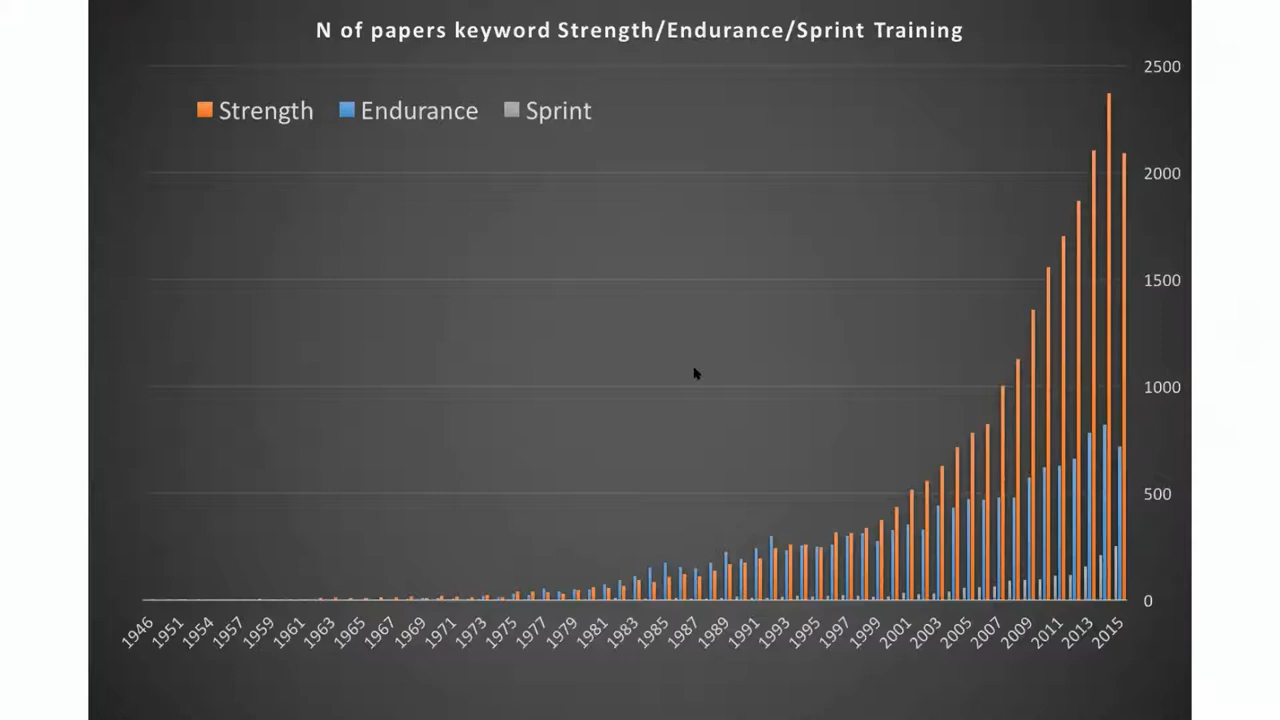 N of papers keyword Strength/Endurance/Sprint Training
Strength Endurance Sprint
2500
2000
1500
1000
500
0
1946 1951 1954 1957 1959 1961 1963 1965 1967 1969 1971 1973 1975 1977 1979 1981 1983 1985 1987 1989 1991 1993 1995 1997 1999 2001 2003 2005 2007 2009 2011 2013 2015